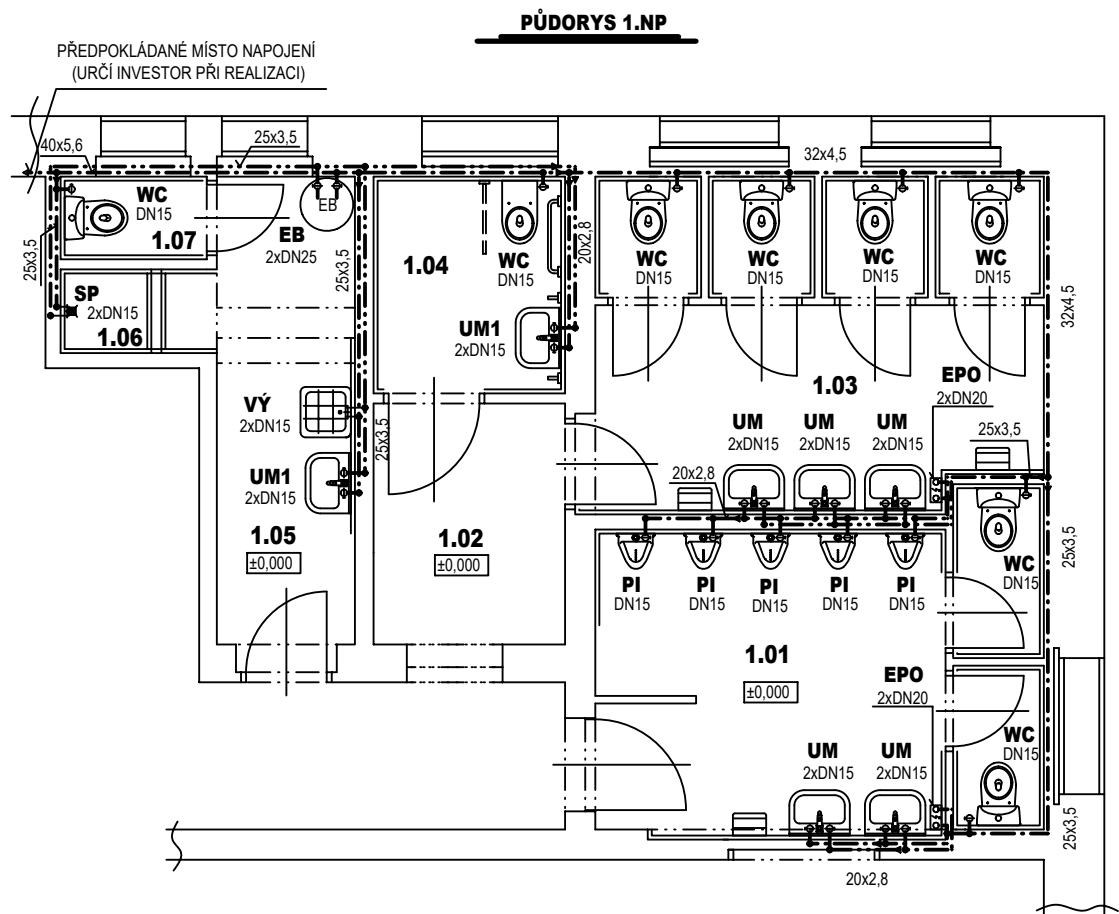 PŮDORYS 1.NP
PŘEDPOKLÁDANÉ MÍSTO NAPOJENÍ
(URČÍ INVESTOR PŘI REALIZACI)
40x5,6
25x3,5
32x4,5
WC
DN15
1.07
EB
EB
2xDN25
25x3,5
25x3,5
SP
2xDN15
1.06
1.04
WC
DN15
20x2,8
UM1
2xDN15
WC
DN15
WC
DN15
WC
DN15
WC
DN15
32x4,5
1.03
EPO
2xDN20
VÝ
2xDN15
25x3,5
UM
2xDN15
UM
2xDN15
UM
2xDN15
25x3,5
UM1
2xDN15
20x2,8
1.05
±0,000
1.02
±0,000
PI
DN15
PI
DN15
PI
DN15
PI
DN15
PI
DN15
WC
DN15
25x3,5
1.01
±0,000
EPO
2xDN20
WC
DN15
UM
2xDN15
UM
2xDN15
25x3,5
20x2,8